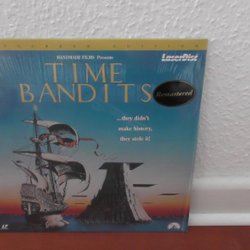 HANDMADE FILMS Presents
LASERDISC
TIME
BANDITS
Remastered
...they didn't
make history,
they stole it!